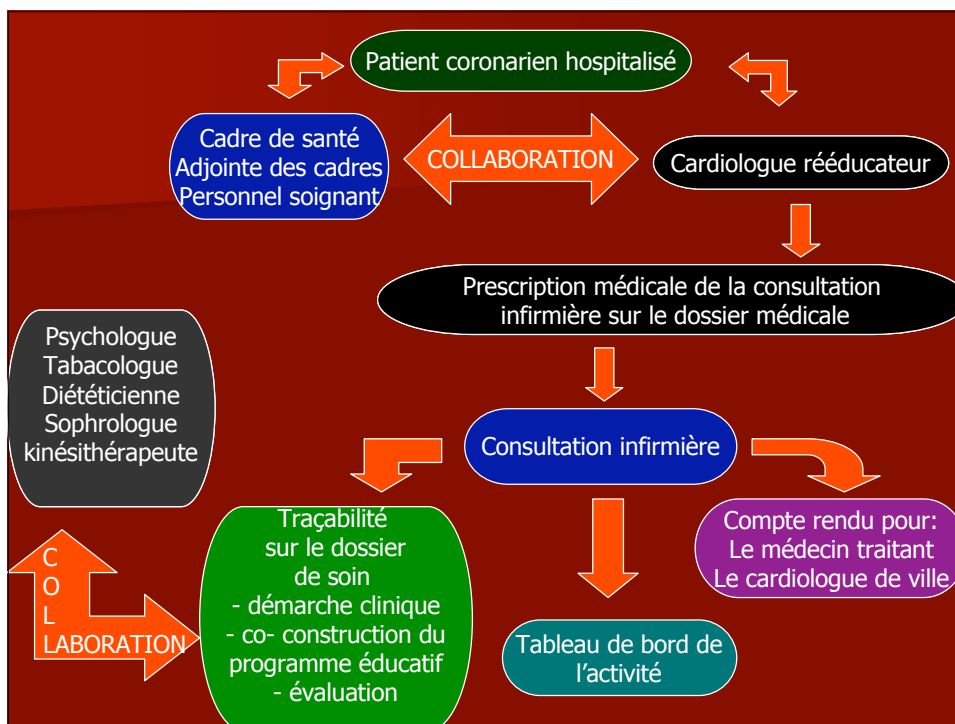 Patient coronarien hospitalisé
Cadre de santé
Adjointe des cadres
Personnel soignant
COLLABORATION
Cardiologue rééducateur
Prescription médicale de la consultation
infirmière sur le dossier médicale
Psychologue
Tabacologue
Diététicienne
Sophrologue
kinésithérapeute
Consultation infirmière
Traçabilité
sur le dossier
de soin
- démarche clinique
- co- construction du
programme éducatif
- évaluation
Compte rendu pour:
Le médecin traitant
Le cardiologue de ville
C
O
L
LABORATION
Tableau de bord de
l’activité